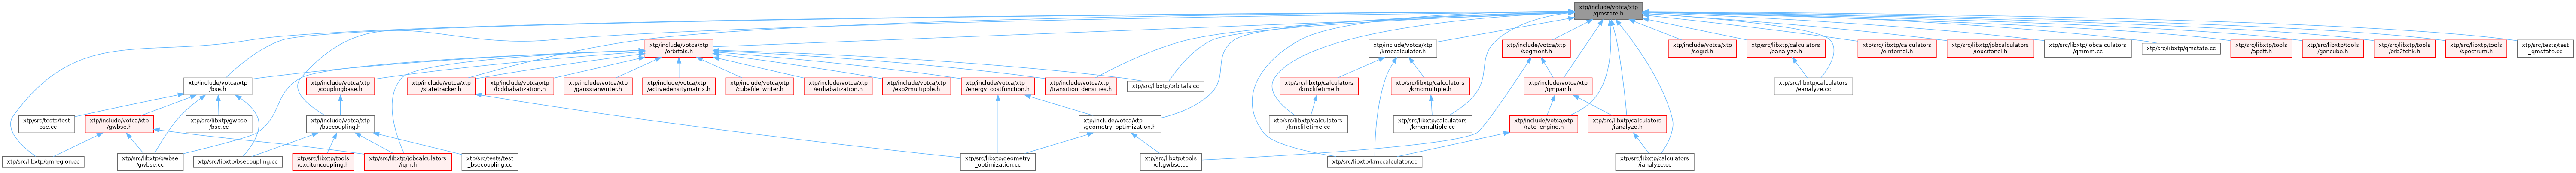 xtp/include/votca/xtp
/qmstate.h
xtp/include/votca/xtp
/orbitals.h
xtp/include/votca/xtp
/kmccalculator.h
xtp/include/votca/xtp
/segment.h
xtp/include/votca/xtp
/segid.h
xtp/src/libxtp/calculators
/eanalyze.h
xtp/src/libxtp/calculators
/einternal.h
xtp/src/libxtp/jobcalculators
/iexcitoncl.h
xtp/src/libxtp/jobcalculators
/qmmm.cc
xtp/src/libxtp/qmstate.cc
xtp/src/libxtp/tools
/apdft.h
xtp/src/libxtp/tools
/gencube.h
xtp/src/libxtp/tools
/orb2fchk.h
xtp/src/libxtp/tools
/spectrum.h
xtp/src/tests/test
_qmstate.cc
xtp/include/votca/xtp
/bse.h
xtp/include/votca/xtp
/couplingbase.h
xtp/include/votca/xtp
/statetracker.h
xtp/include/votca/xtp
/fcddiabatization.h
xtp/include/votca/xtp
/gaussianwriter.h
xtp/include/votca/xtp
/activedensitymatrix.h
xtp/include/votca/xtp
/cubefile_writer.h
xtp/include/votca/xtp
/erdiabatization.h
xtp/include/votca/xtp
/esp2multipole.h
xtp/include/votca/xtp
/energy_costfunction.h
xtp/include/votca/xtp
/transition_densities.h
xtp/src/libxtp/orbitals.cc
xtp/src/libxtp/calculators
/kmclifetime.h
xtp/src/libxtp/calculators
/kmcmultiple.h
xtp/include/votca/xtp
/qmpair.h
xtp/src/libxtp/calculators
/eanalyze.cc
xtp/src/tests/test
_bse.cc
xtp/include/votca/xtp
/gwbse.h
xtp/src/libxtp/gwbse
/bse.cc
xtp/include/votca/xtp
/bsecoupling.h
xtp/include/votca/xtp
/geometry_optimization.h
xtp/src/libxtp/calculators
/kmclifetime.cc
xtp/src/libxtp/calculators
/kmcmultiple.cc
xtp/include/votca/xtp
/rate_engine.h
xtp/src/libxtp/calculators
/ianalyze.h
xtp/src/libxtp/qmregion.cc
xtp/src/libxtp/gwbse
/gwbse.cc
xtp/src/libxtp/bsecoupling.cc
xtp/src/libxtp/tools
/excitoncoupling.h
xtp/src/libxtp/jobcalculators
/iqm.h
xtp/src/tests/test
_bsecoupling.cc
xtp/src/libxtp/geometry
_optimization.cc
xtp/src/libxtp/tools
/dftgwbse.cc
xtp/src/libxtp/kmccalculator.cc
xtp/src/libxtp/calculators
/ianalyze.cc